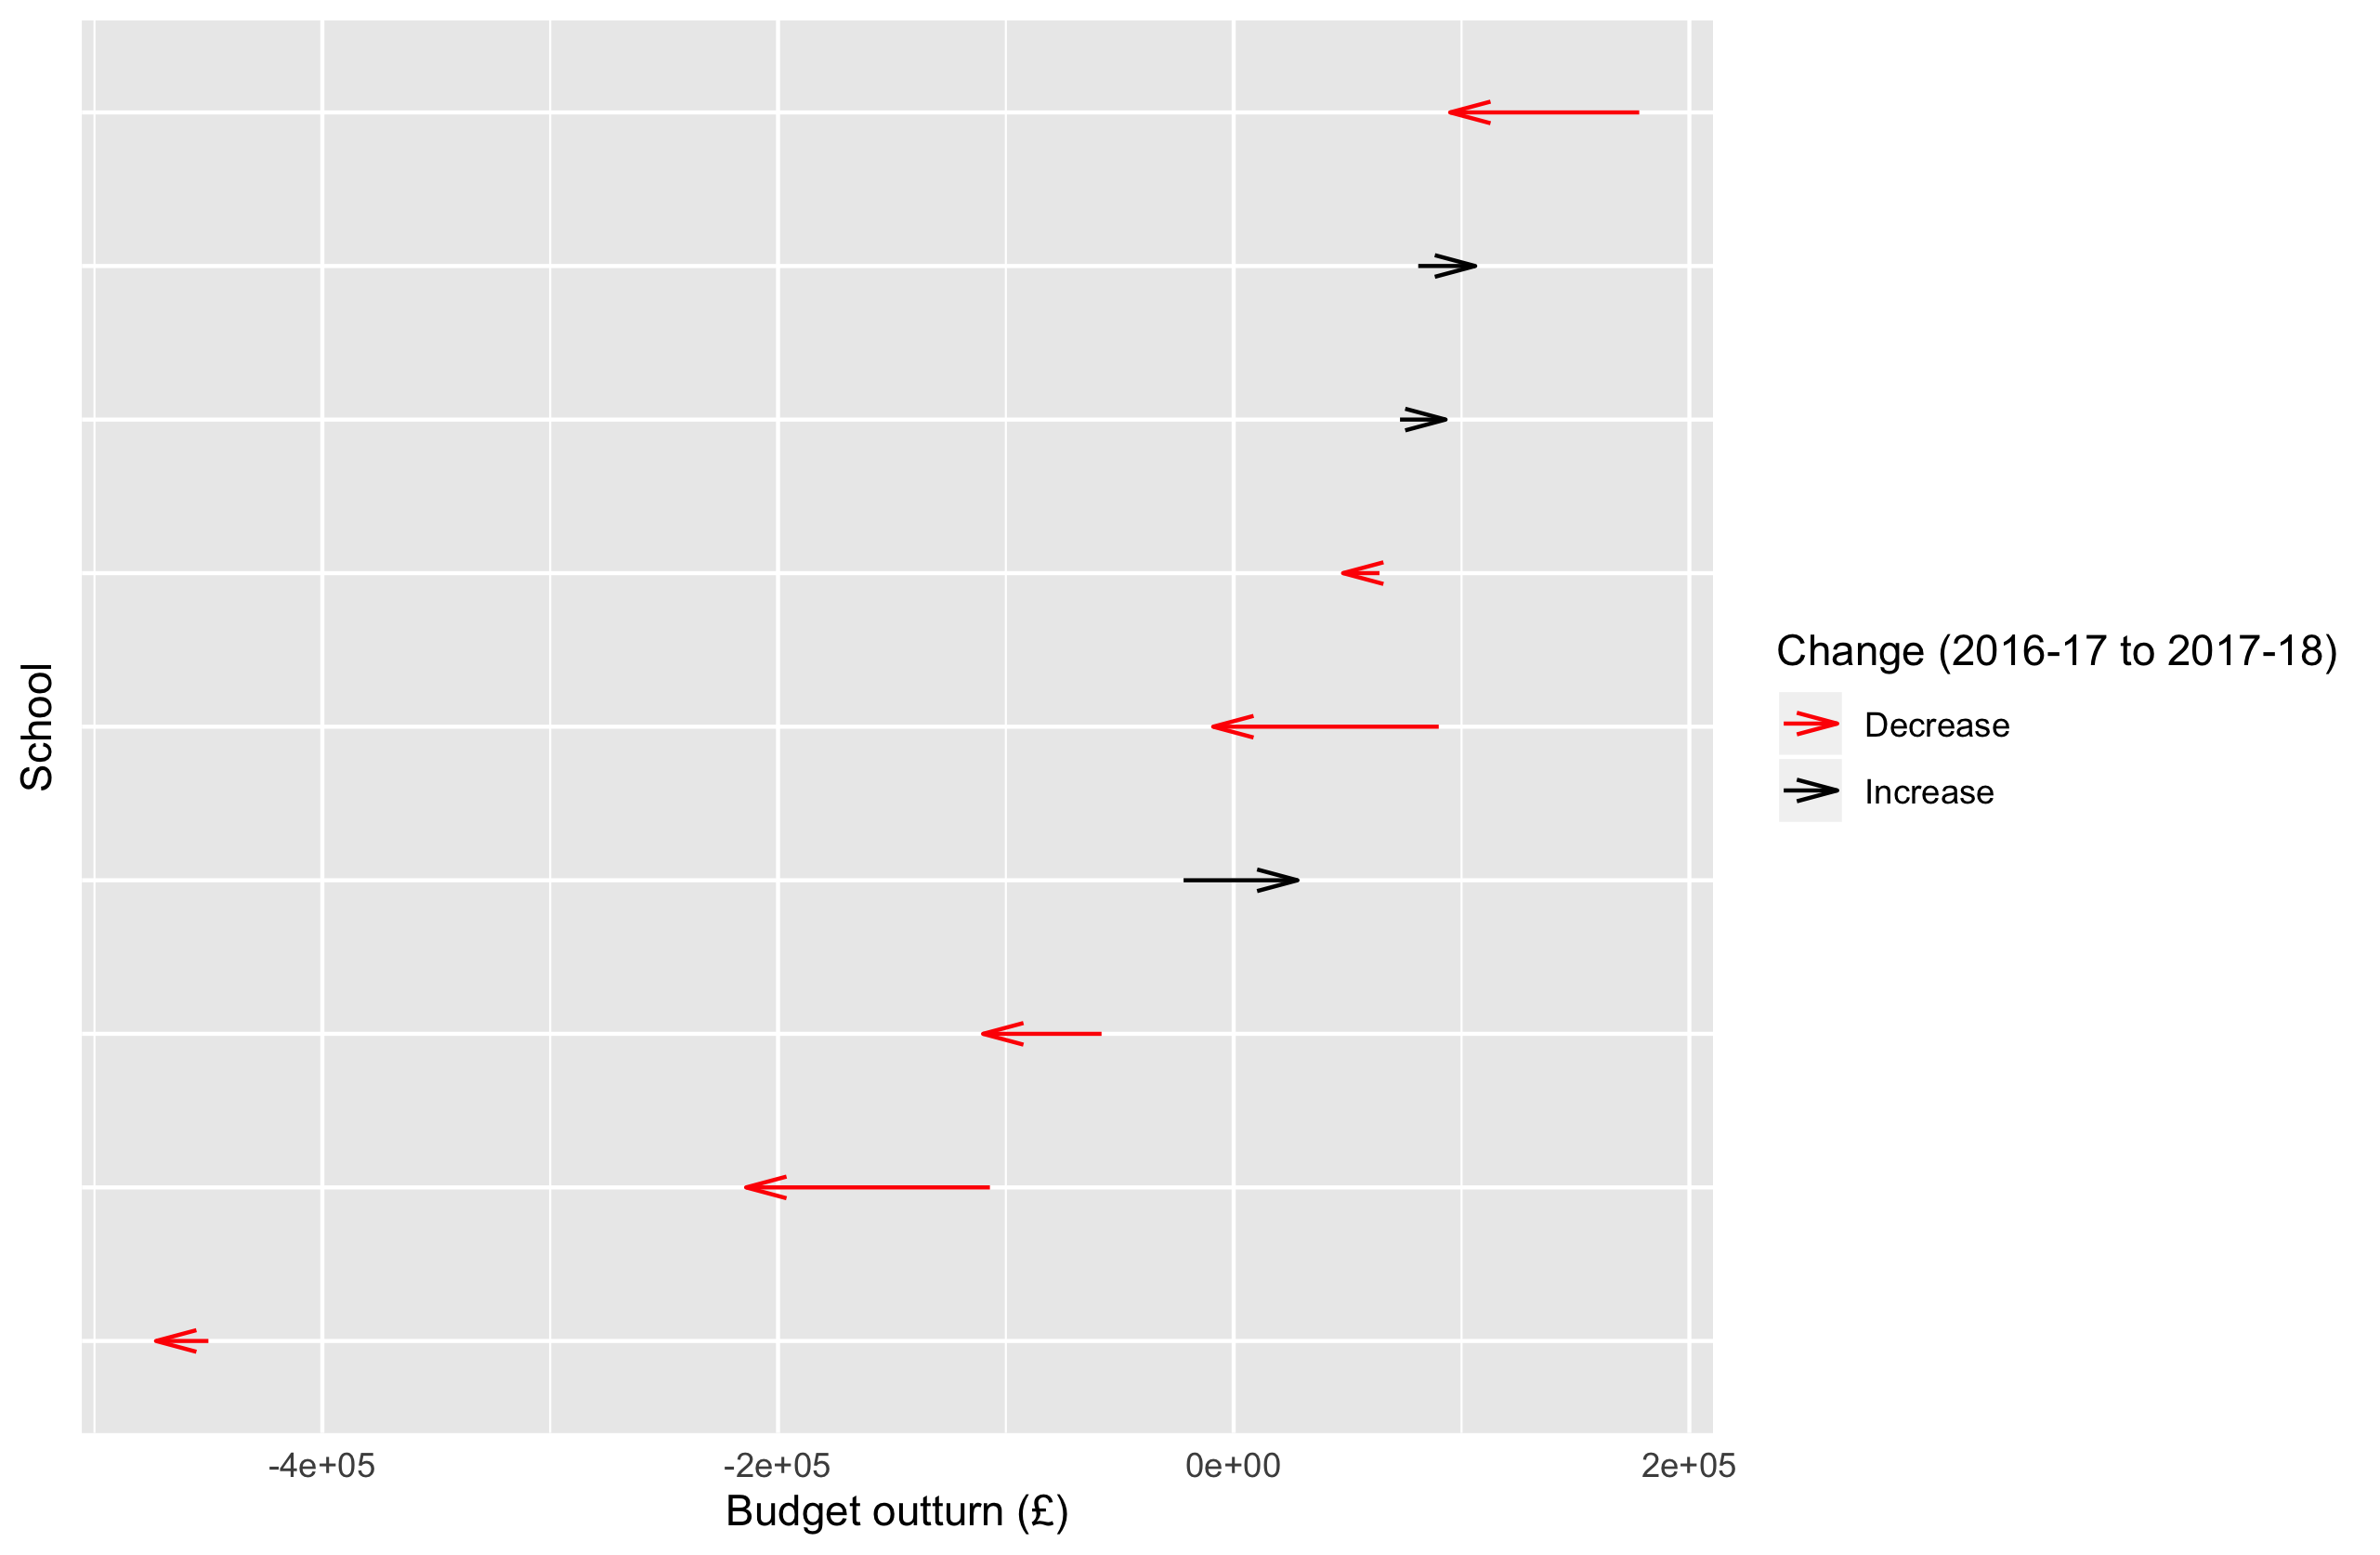 School
Change (2016-17 to 2017-18)
Decrease
Increase
-4e+05 -2e+05 0e+00 2e+05
Budget outturn (£)